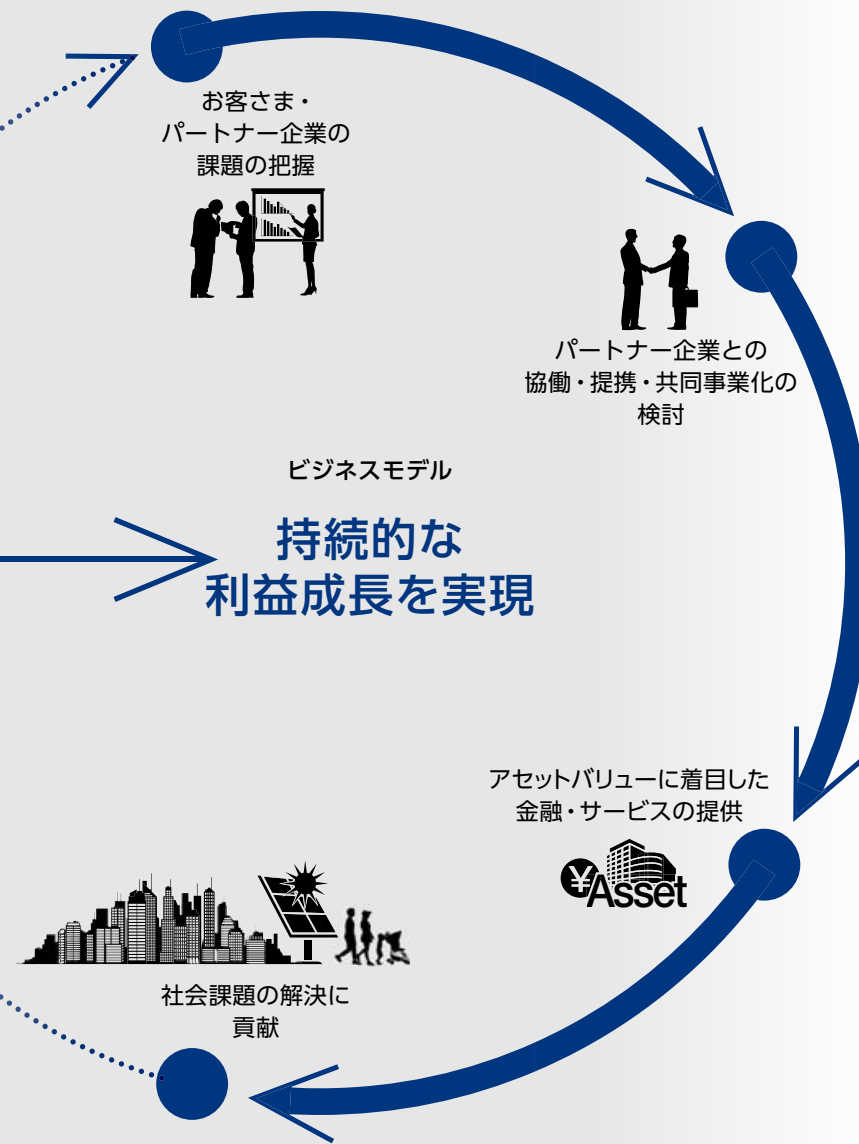 お客さま・
パートナー企業の
課題の把握
パートナー企業との
協働・提携・共同事業化の
検討
ビジネスモデル
持続的な
利益成長を実現
アセットバリューに着目した
金融・サービスの提供
¥Asset
社会課題の解決に
貢献